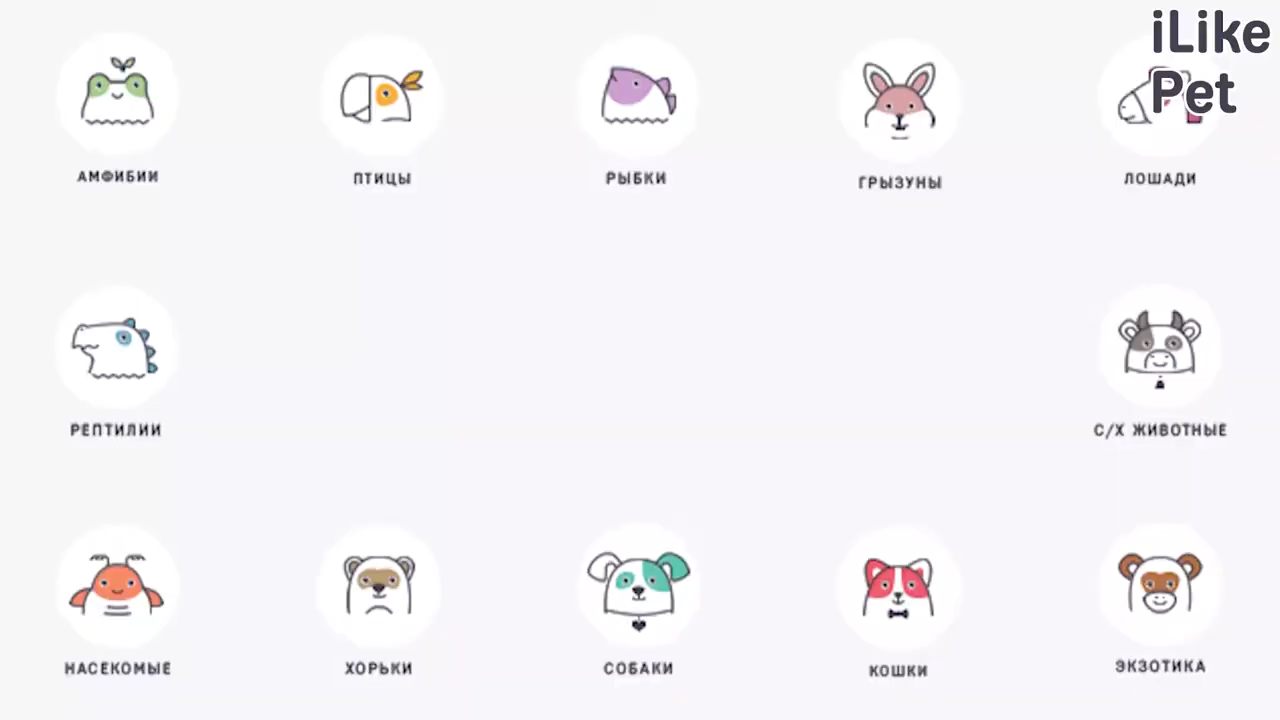 iLike
Pet
АМФИБИИ
ПТИЦЫ
РЫБКИ
ГРЫЗУНЫ
ЛОШАДИ
РЕПТИЛИИ
С/Х ЖИВОТНЫЕ
НАСЕКОМЫЕ
ХОРЬКИ
СОБАКИ
КОШКИ
ЭКЗОТИКА